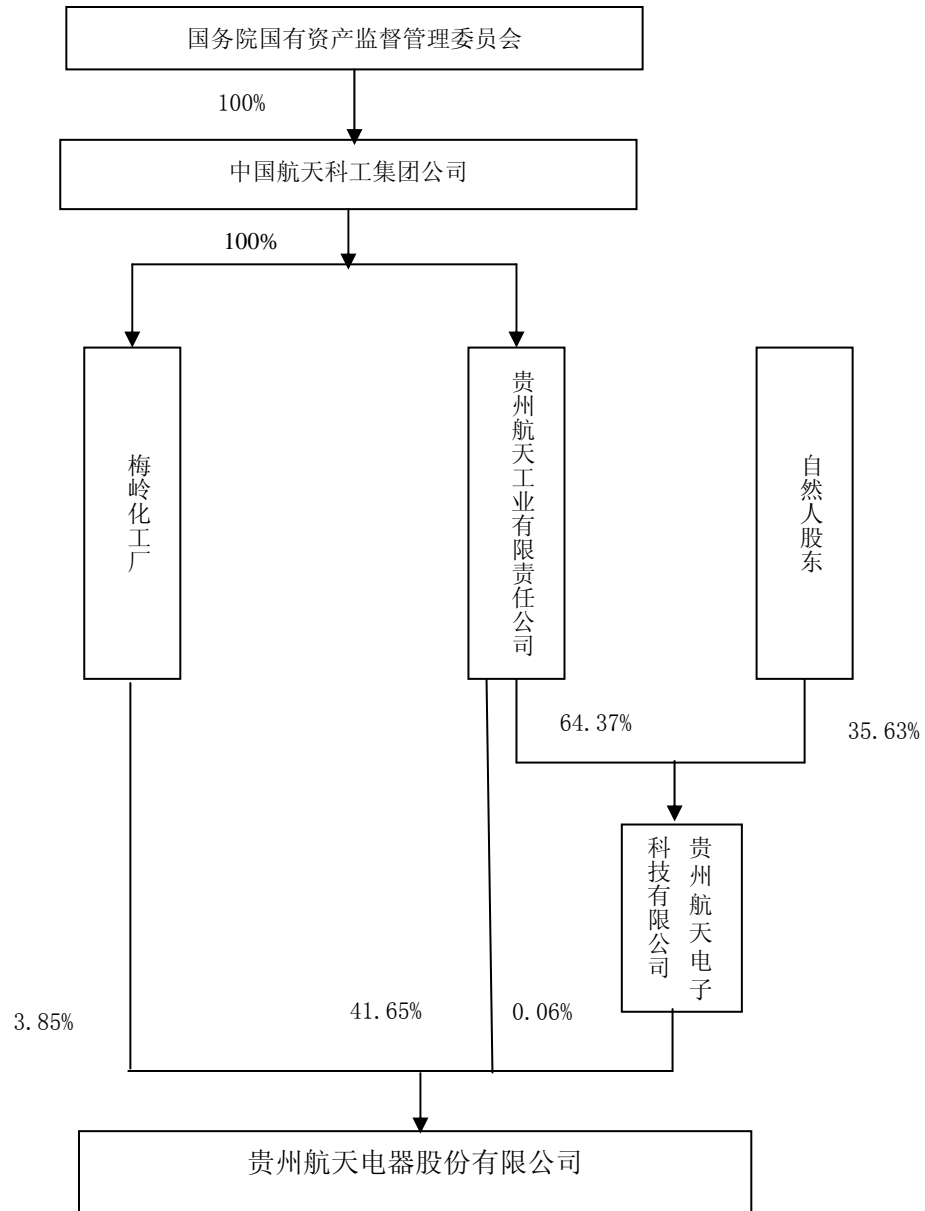 国务院国有资产监督管理委员会
100%
中国航天科工集团公司
100%
梅岭化工厂
贵州航天工业有限责任公司
自然人股东
64.37%
35.63%
贵州航天电子
科技有限公司
3.85%
41.65%
0.06%
贵州航天电器股份有限公司